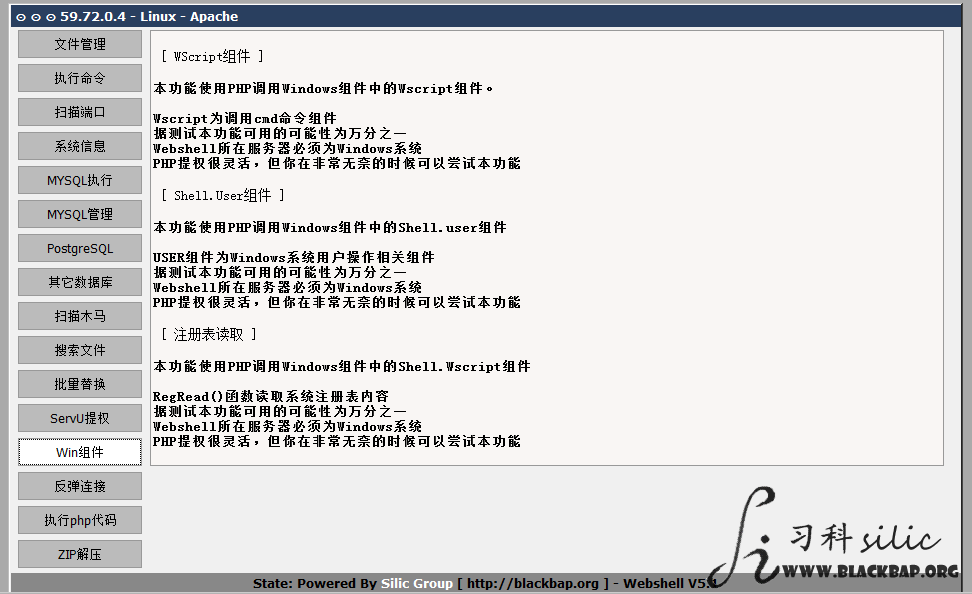 59.72.0.4 - Linux - Apache
文件管理
执行命令
扫描端口
系统信息
MYSQL执行
MYSQL管理
PostgreSQL
其它数据库
扫描木马
搜索文件
批量替换
ServU提权
Win组件
反弹连接
执行php代码
ZIP解压
[ WScript组件 ]
本功能使用PHP调用Windows组件中的Wscript组件。
Wscript为调用cmd命令组件
据测试本功能可用的可能性为万分之一
Webshell所在服务器必须为Windows系统
PHP提权很灵活，但你在非常无奈的时候可以尝试本功能
[ Shell.User组件 ]
本功能使用PHP调用Windows组件中的Shell.user组件
USER组件为Windows系统用户操作相关组件
据测试本功能可用的可能性为万分之一
Webshell所在服务器必须为Windows系统
PHP提权很灵活，但你在非常无奈的时候可以尝试本功能
[ 注册表读取 ]
本功能使用PHP调用Windows组件中的Shell.Wscript组件
RegRead()函数读取系统注册表内容
据测试本功能可用的可能性为万分之一
Webshell所在服务器必须为Windows系统
PHP提权很灵活，但你在非常无奈的时候可以尝试本功能
习科 silic
WWW.BLACKBAP.ORG
State: Powered By Silic Group [ http://blackbap.org ] - Webshell V5.1